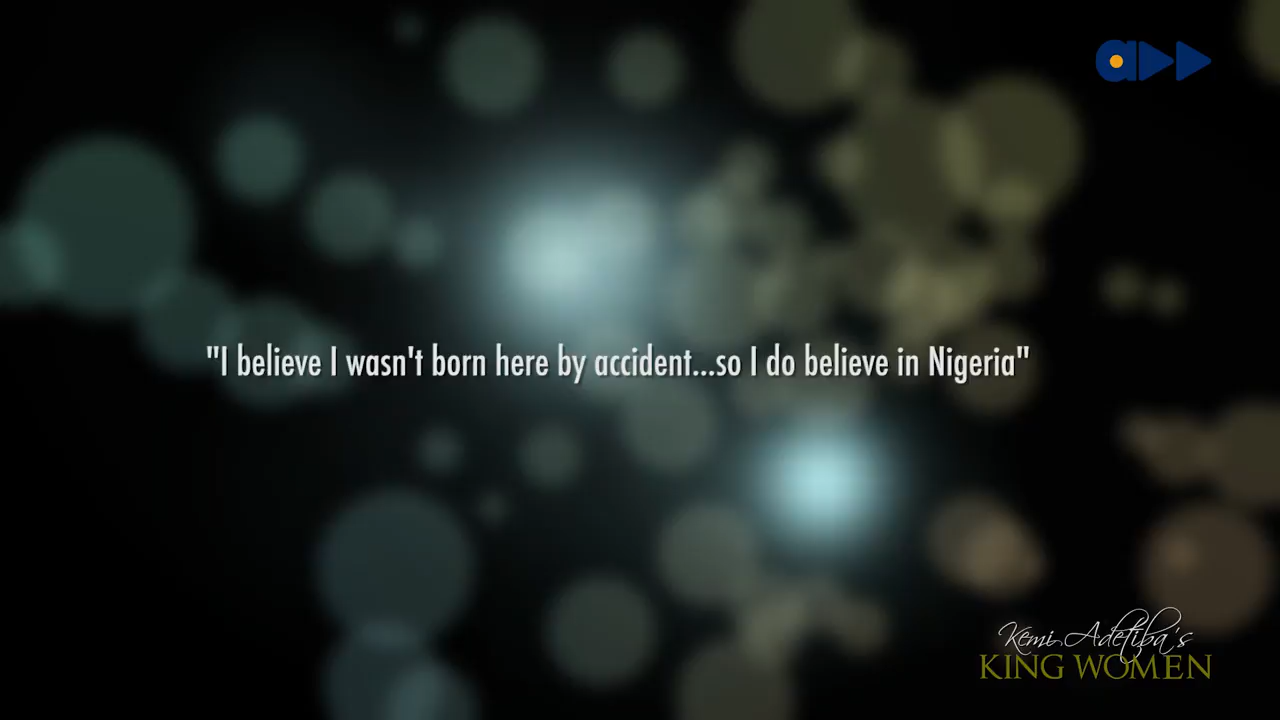 "I believe I wasn't born here by accident...so I do believe in Nigeria"
Kemi Adetiba's
KING WOMEN